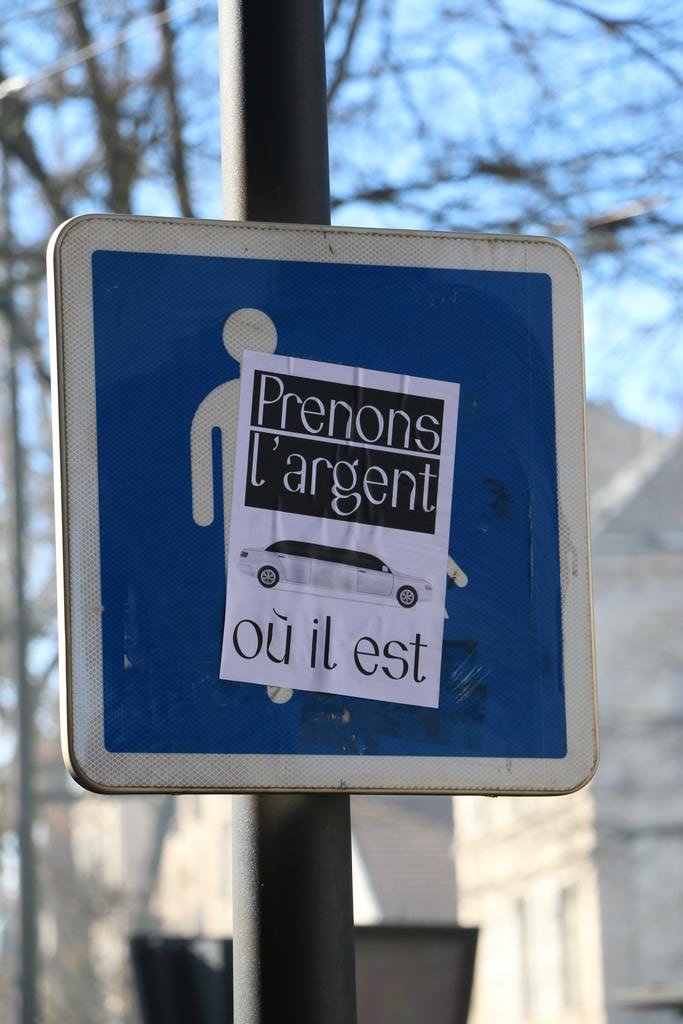 Prenons
l'argent
où il est